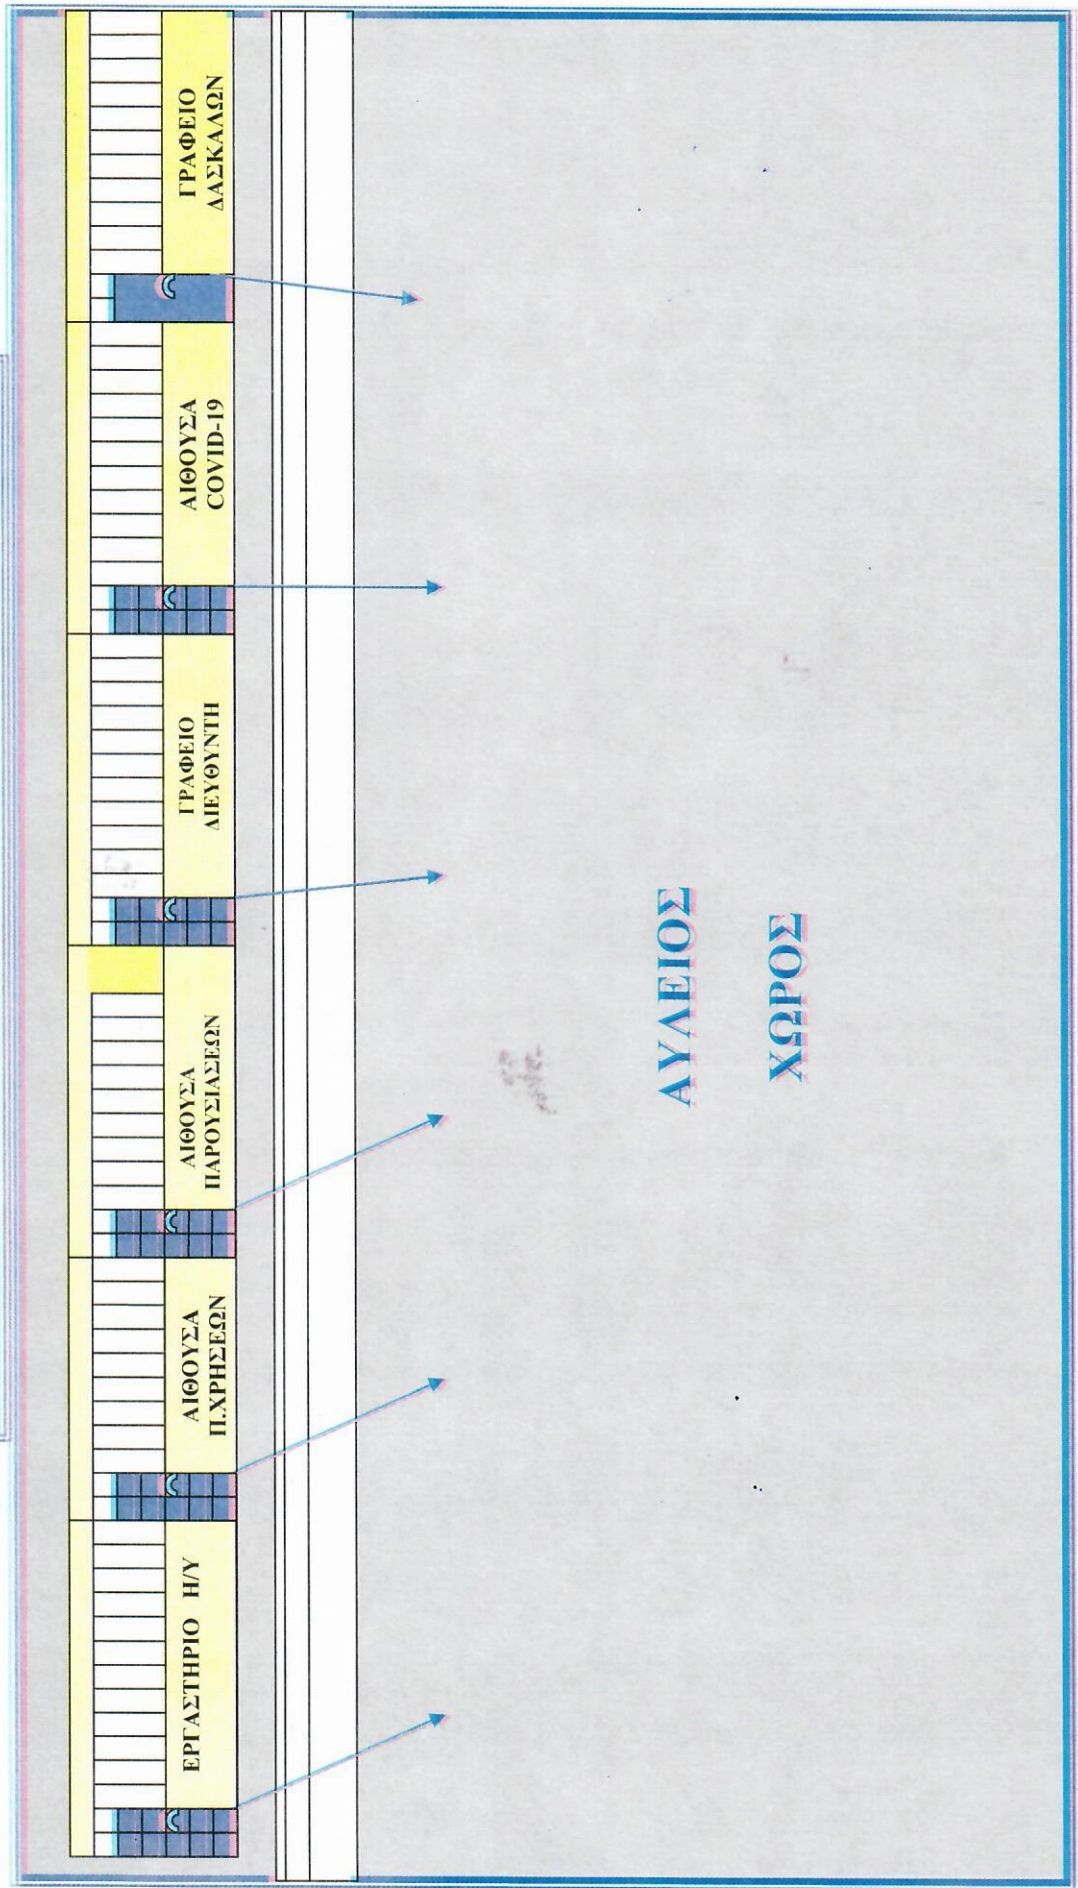 ΕΡΓΑΣΤΗΡΙΟ Η/Υ
ΑΙΘΟΥΣΑ
Π.ΧΡΗΣΕΩΝ
ΑΙΘΟΥΣΑ
ΠΑΡΟΥΣΙΑΣΕΩΝ
ΓΡΑΦΕΙΟ
ΔΙΕΥΘΥΝΤΗ
ΑΙΘΟΥΣΑ
COVID-19
ΓΡΑΦΕΙΟ
ΔΑΣΚΑΛΩΝ
ΑΥΛΕΙΟΣ
ΧΩΡΟΣ